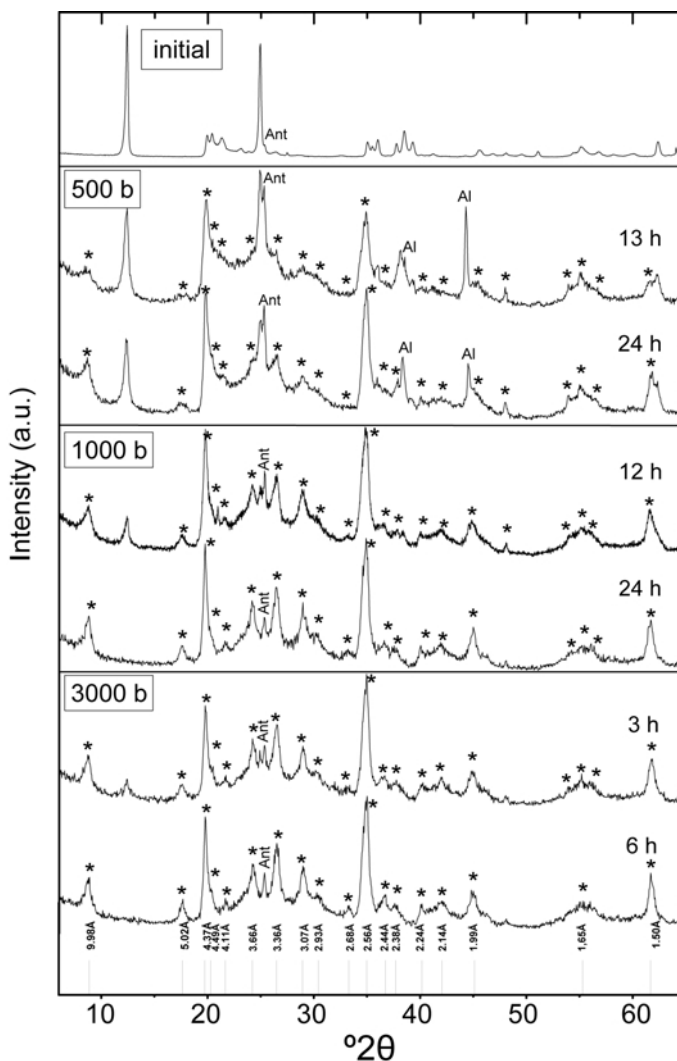 initial
Ant
500 b
Ant
Al
Al
13 h
* * * * * * * * * * * * * * * * * * *
Ant
Al
Al
24 h
* * * * * * * * * * * * * * * * * * * *
1000 b
Ant
12 h
* * * * * * * * * * * * * * * * * * * * *
Ant
24 h
* * * * * * * * * * * * * * * * * * * *
3000 b
Ant
3 h
* * * * * * * * * * * * * * * * * * * *
Ant
6 h
* * * * * * * * * * * * * * * * * *
9.98Å
5.02Å
4.37Å
4.49Å
4.11Å
3.66Å
3.36Å
3.07Å
2.93Å
2.68Å
2.56Å
2.44Å
2.38Å
2.24Å
2.14Å
1.99Å
1,65Å
1.50Å
10 20 30 40 50 60
º2θ
Intensity (a.u.)